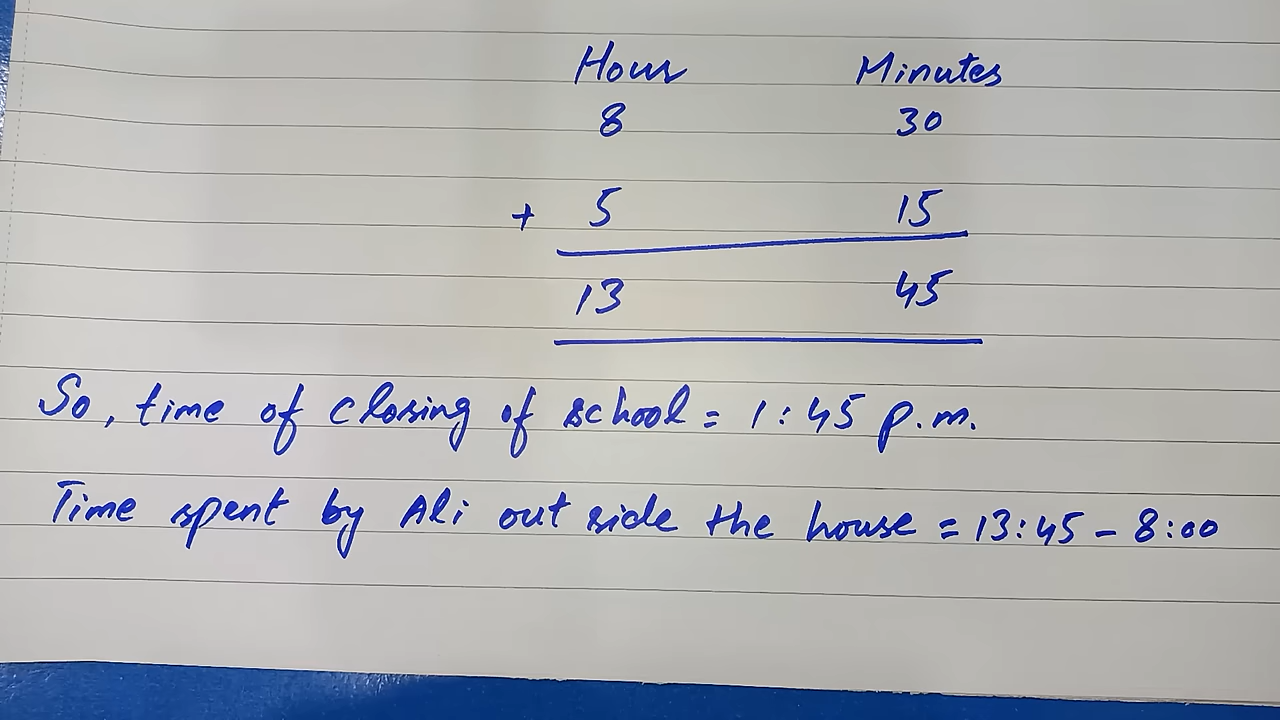 Hour Minutes
8 30
+ 5 15
13 45
So, time of closing of school = 1:45 p.m.
Time spent by Ali out side the house = 13:45 - 8:00